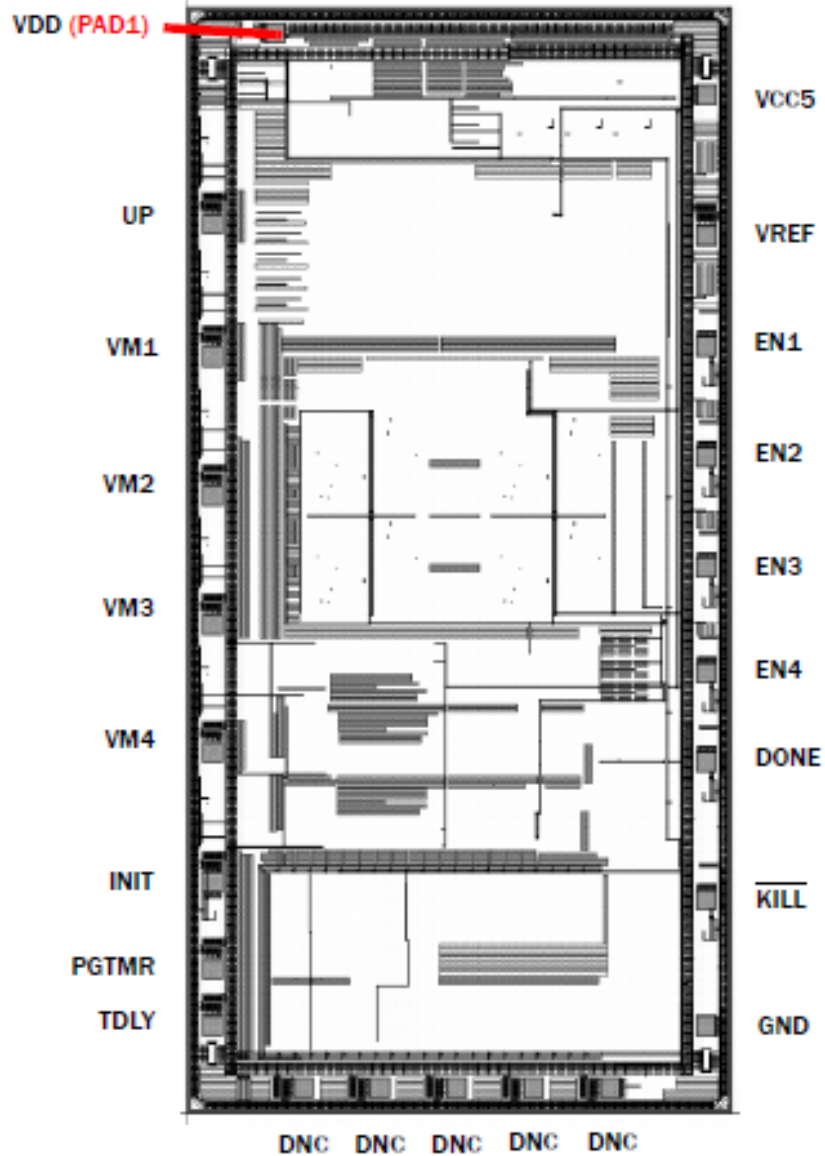 VDD (PAD1)
VCC5
UP
VREF
VM1
EN1
VM2
EN2
EN3
VM3
EN4
VM4
DONE
INIT
KILL
PGTMR
TDLY
GND
DNC DNC DNC DNC DNC